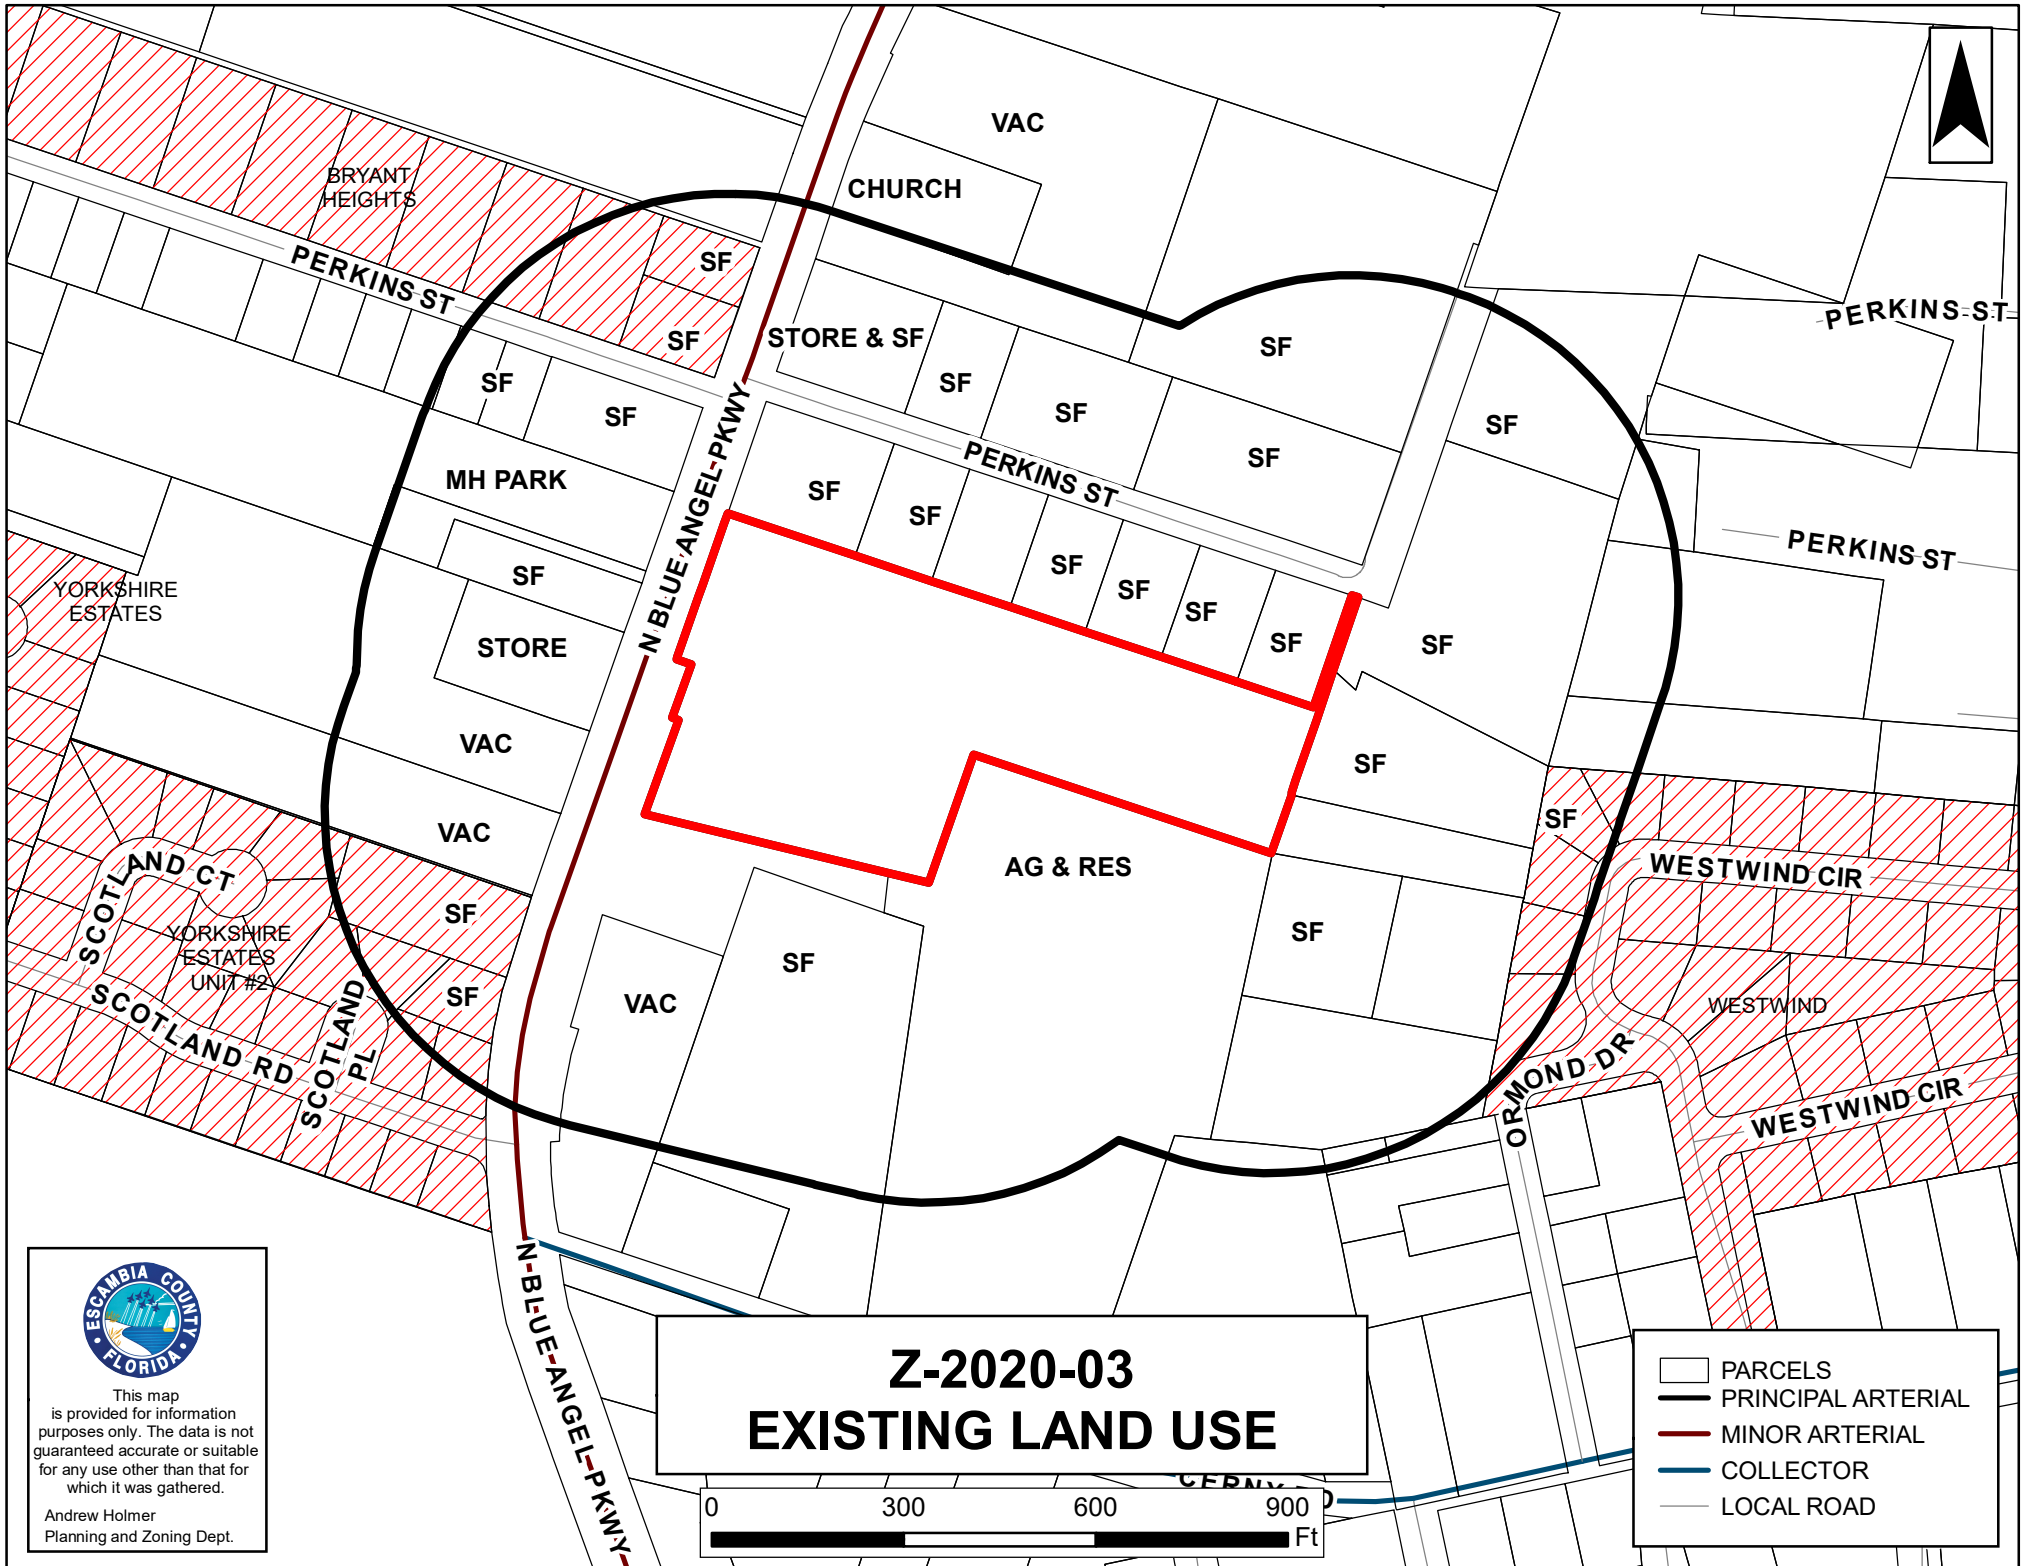 VAC
CHURCH
BRYANT
HEIGHTS
PERKINS ST
SF
SF
STORE & SF
SF
SF
SF
SF
SF
SF
SF
PERKINS ST
MH PARK
SF
SF
N BLUE ANGEL PKWY
PERKINS ST
SF
SF
PERKINS ST
YORKSHIRE
ESTATES
SF
SF
SF
SF
SF
SF
STORE
VAC
SF
VAC
SF
SCOTLAND CT
AG & RES
WESTWIND CIR
SF
SF
SF
YORKSHIRE
ESTATES
UNIT #2
SF
VAC
WESTWIND
SCOTLAND RD
SCOTLAND
PL
ORMOND DR
WESTWIND CIR
N BLUE ANGEL PKWY
ESCAMBIA COUNTY
FLORIDA
This map
is provided for information
purposes only. The data is not
guaranteed accurate or suitable
for any use other than that for
which it was gathered.
Andrew Holmer
Planning and Zoning Dept.
Z-2020-03
EXISTING LAND USE
CERNY RD
0 300 600 900
Ft
PARCELS
PRINCIPAL ARTERIAL
MINOR ARTERIAL
COLLECTOR
LOCAL ROAD